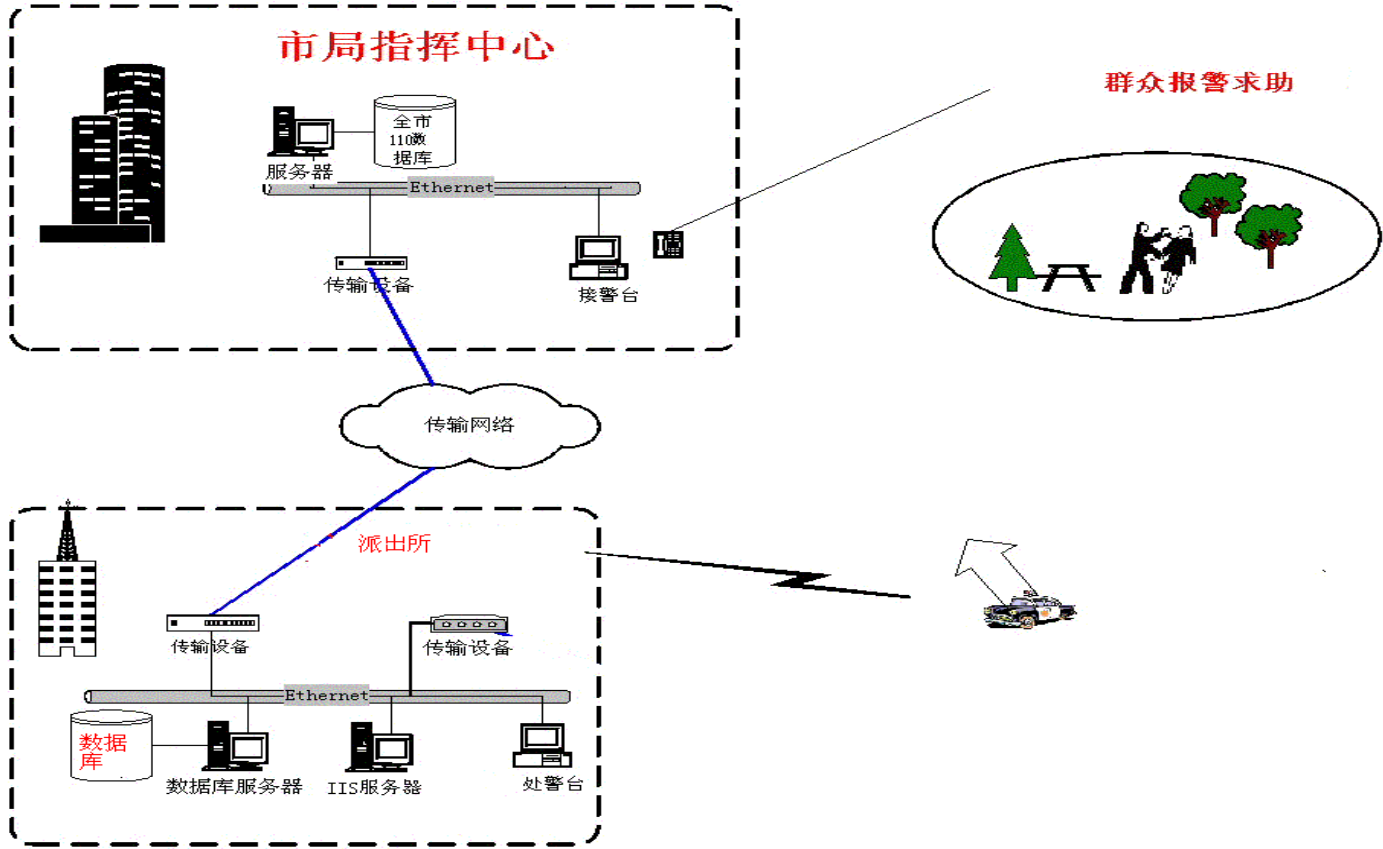 市局指挥中心
群众报警求助
全市
110数
据库
服务器
Ethernet
传输设备
接警台
传输网络
派出所
传输设备
传输设备
Ethernet
数据
库
数据库服务器
IIS服务器
处警台